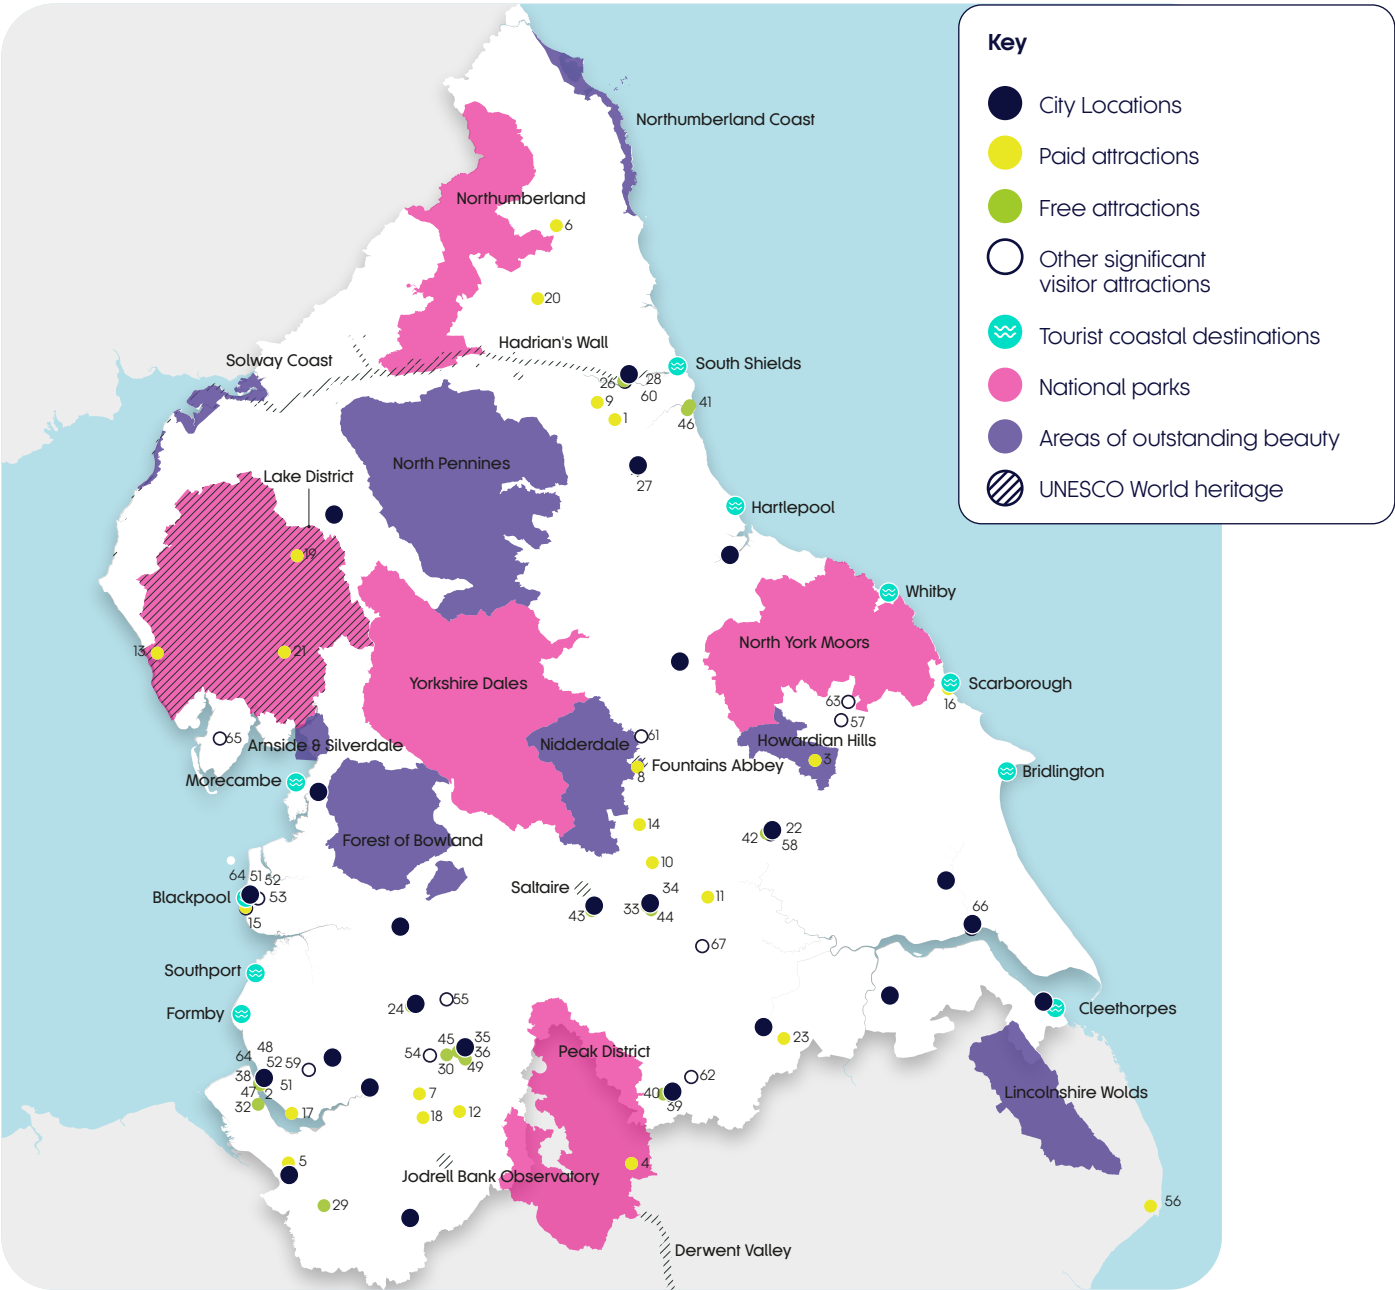 Key
City Locations
Paid attractions
Free attractions
Other significant
visitor attractions
Tourist coastal destinations
National parks
Areas of outstanding beauty
UNESCO World heritage
Northumberland Coast
Northumberland
6
20
Hadrian's Wall
Solway Coast
South Shields
26
28
60
9
1
41
46
North Pennines
27
Lake District
Hartlepool
19
Whitby
13
21
North York Moors
Yorkshire Dales
Scarborough
16
63
57
65
Arnside & Silverdale
Nidderdale
61
Howardian Hills
3
Fountains Abbey
8
Morecambe
Bridlington
14
Forest of Bowland
42
22
58
10
64
51
52
53
Blackpool
15
Saltaire
43
34
33
44
11
66
67
Southport
Formby
24
55
Cleethorpes
23
45
35
54
36
30
49
Peak District
48
64
52
59
38
51
47
2
32
17
7
18
12
40
39
62
Lincolnshire Wolds
5
Jodrell Bank Observatory
4
29
56
Derwent Valley